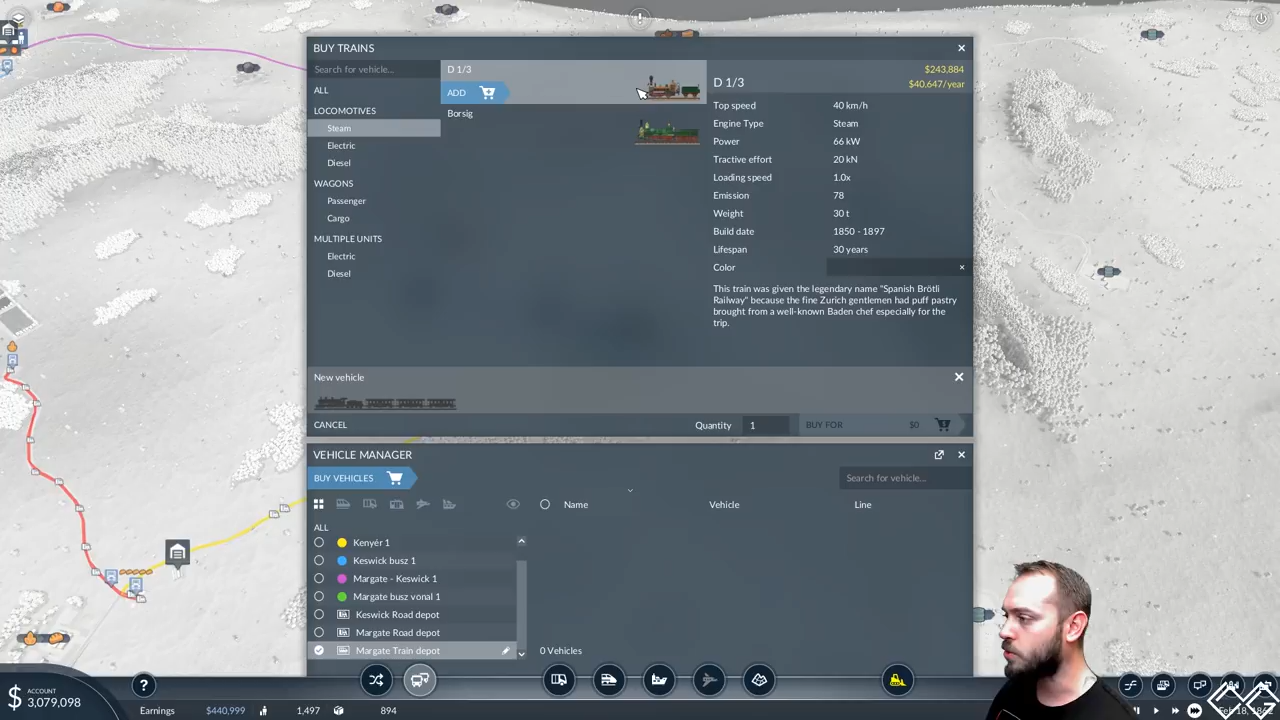 BUY TRAINS
Search for vehicle...
ALL
LOCOMOTIVES
Steam
Electric
Diesel
WAGONS
Passenger
Cargo
MULTIPLE UNITS
Electric
Diesel
D 1/3
ADD
Borsig
D 1/3
$243,884
$40,647/year
Top speed 40 km/h
Engine Type Steam
Power 66 kW
Tractive effort 20 kN
Loading speed 1.0x
Emission 78
Weight 30 t
Build date 1850 - 1897
Lifespan 30 years
Color
This train was given the legendary name "Spanish Brötli
Railway" because the fine Zurich gentlemen had puff pastry
brought from a well-known Baden chef especially for the
trip.
New vehicle
CANCEL
Quantity 1
BUY FOR $0
VEHICLE MANAGER
BUY VEHICLES
Search for vehicle...
Name Vehicle Line
ALL
Kenyér 1
Keswick busz 1
Margate - Keswick 1
Margate busz vonal 1
Keswick Road depot
Margate Road depot
Margate Train depot
0 Vehicles
$ ACCOUNT
3,079,098
?
Earnings $440,999 1,497 894